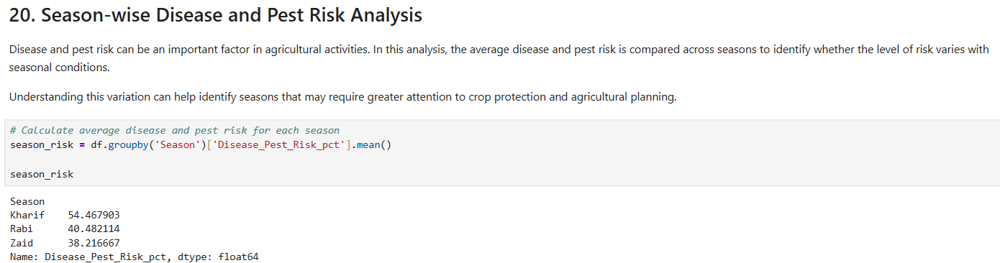 20. Season-wise Disease and Pest Risk Analysis
Disease and pest risk can be an important factor in agricultural activities. In this analysis, the average disease and pest risk is compared across seasons to identify whether the level of risk varies with
seasonal conditions.
Understanding this variation can help identify seasons that may require greater attention to crop protection and agricultural planning.
# Calculate average disease and pest risk for each season
season_risk = df.groupby('Season')['Disease_Pest_Risk_pct'].mean()
season_risk
Season
Kharif    54.467903
Rabi      40.482114
Zaid      38.216667
Name: Disease_Pest_Risk_pct, dtype: float64